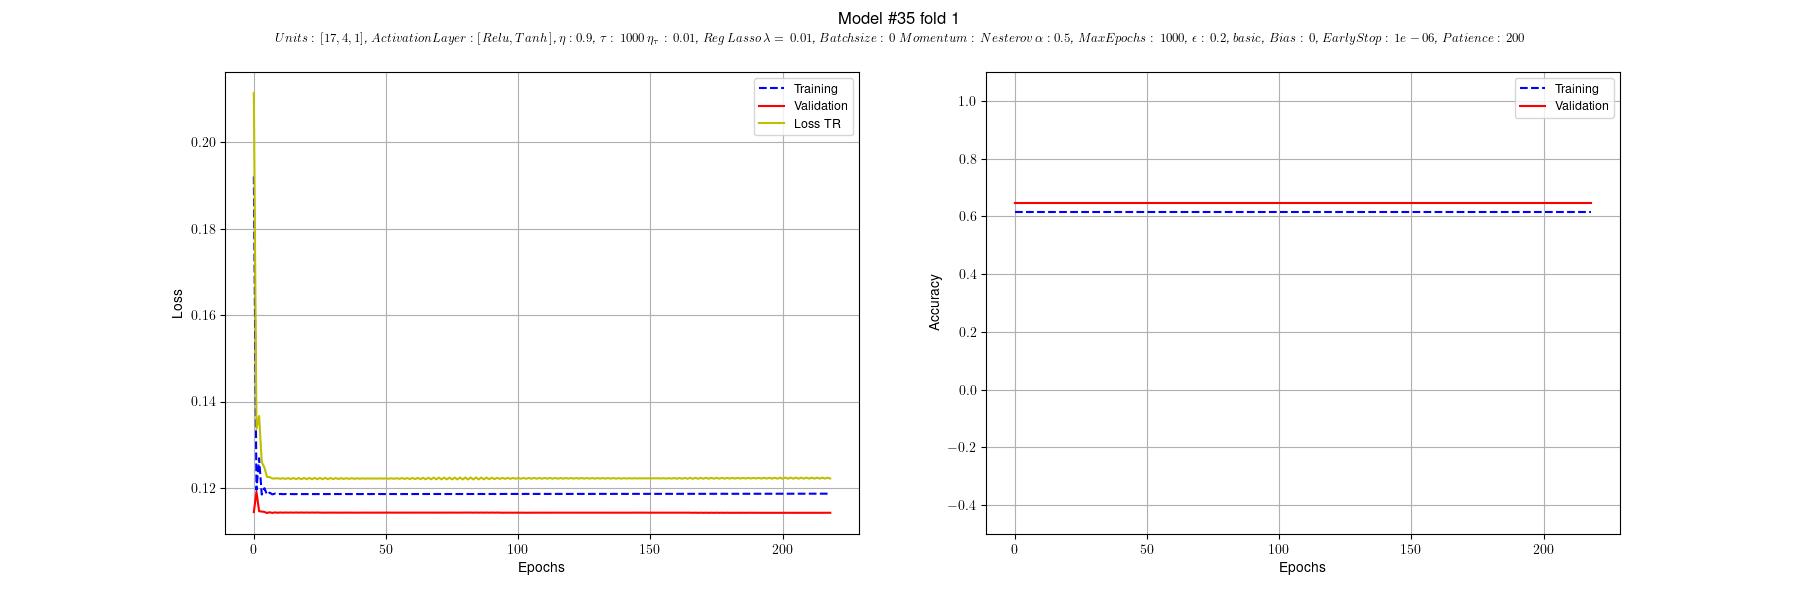 Model #35 fold 1
Units : [17, 4, 1], ActivationLayer : [Relu, Tanh], η : 0.9, τ : 1000 ητ : 0.01, Reg Lasso λ = 0.01, Batchsize : 0 Momentum : Nesterov α : 0.5, MaxEpochs : 1000, ϵ : 0.2, basic, Bias : 0, EarlyStop : 1e − 06, Patience : 200
Training
Validation
Loss TR
0.20
0.18
0.16
0.14
0.12
Loss
0 50 100 150 200
Epochs
Training
Validation
1.0
0.8
0.6
0.4
0.2
0.0
−0.2
−0.4
Accuracy
0 50 100 150 200
Epochs